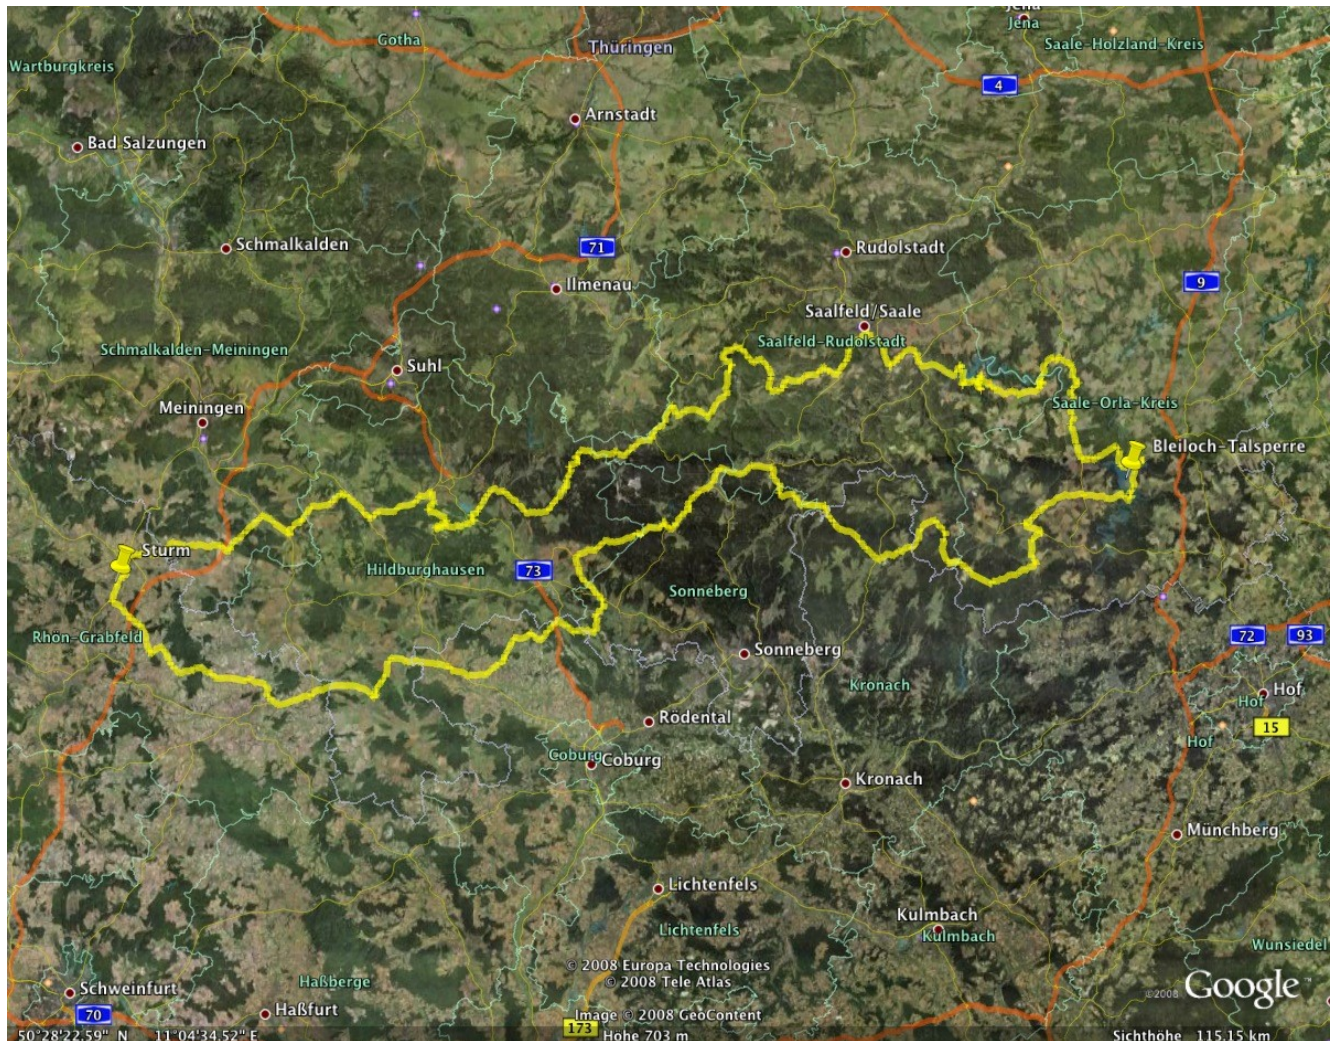 Jena
Jena
Gotha
Thüringen
Saale-Holzland-Kreis
Wartburgkreis
4
Arnstadt
Bad Salzungen
Schmalkalden
71
Rudolstadt
Ilmenau
9
Saalfeld/Saale
Saalfeld-Rudolstadt
Schmalkalden-Meiningen
Suhl
Meiningen
Saale-Orla-Kreis
Bleiloch-Talsperre
Sturm
Hildburghausen
73
Sonneberg
Rhön-Grabfeld
72
93
Sonneberg
Kronach
Hof
Hof
Rödental
15
Hof
Coburg
Coburg
Kronach
Münchberg
Lichtenfels
Kulmbach
Lichtenfels
Kulmbach
Wunsiedel
© 2008 Europa Technologies
© 2008 Tele Atlas
Haßberge
Schweinfurt
©2008 Google™
Haßfurt
70
Image © 2008 GeoContent
173
50°28'22.59" N 11°04'34.52" E
Höhe 703 m
Sichthöhe 115.15 km